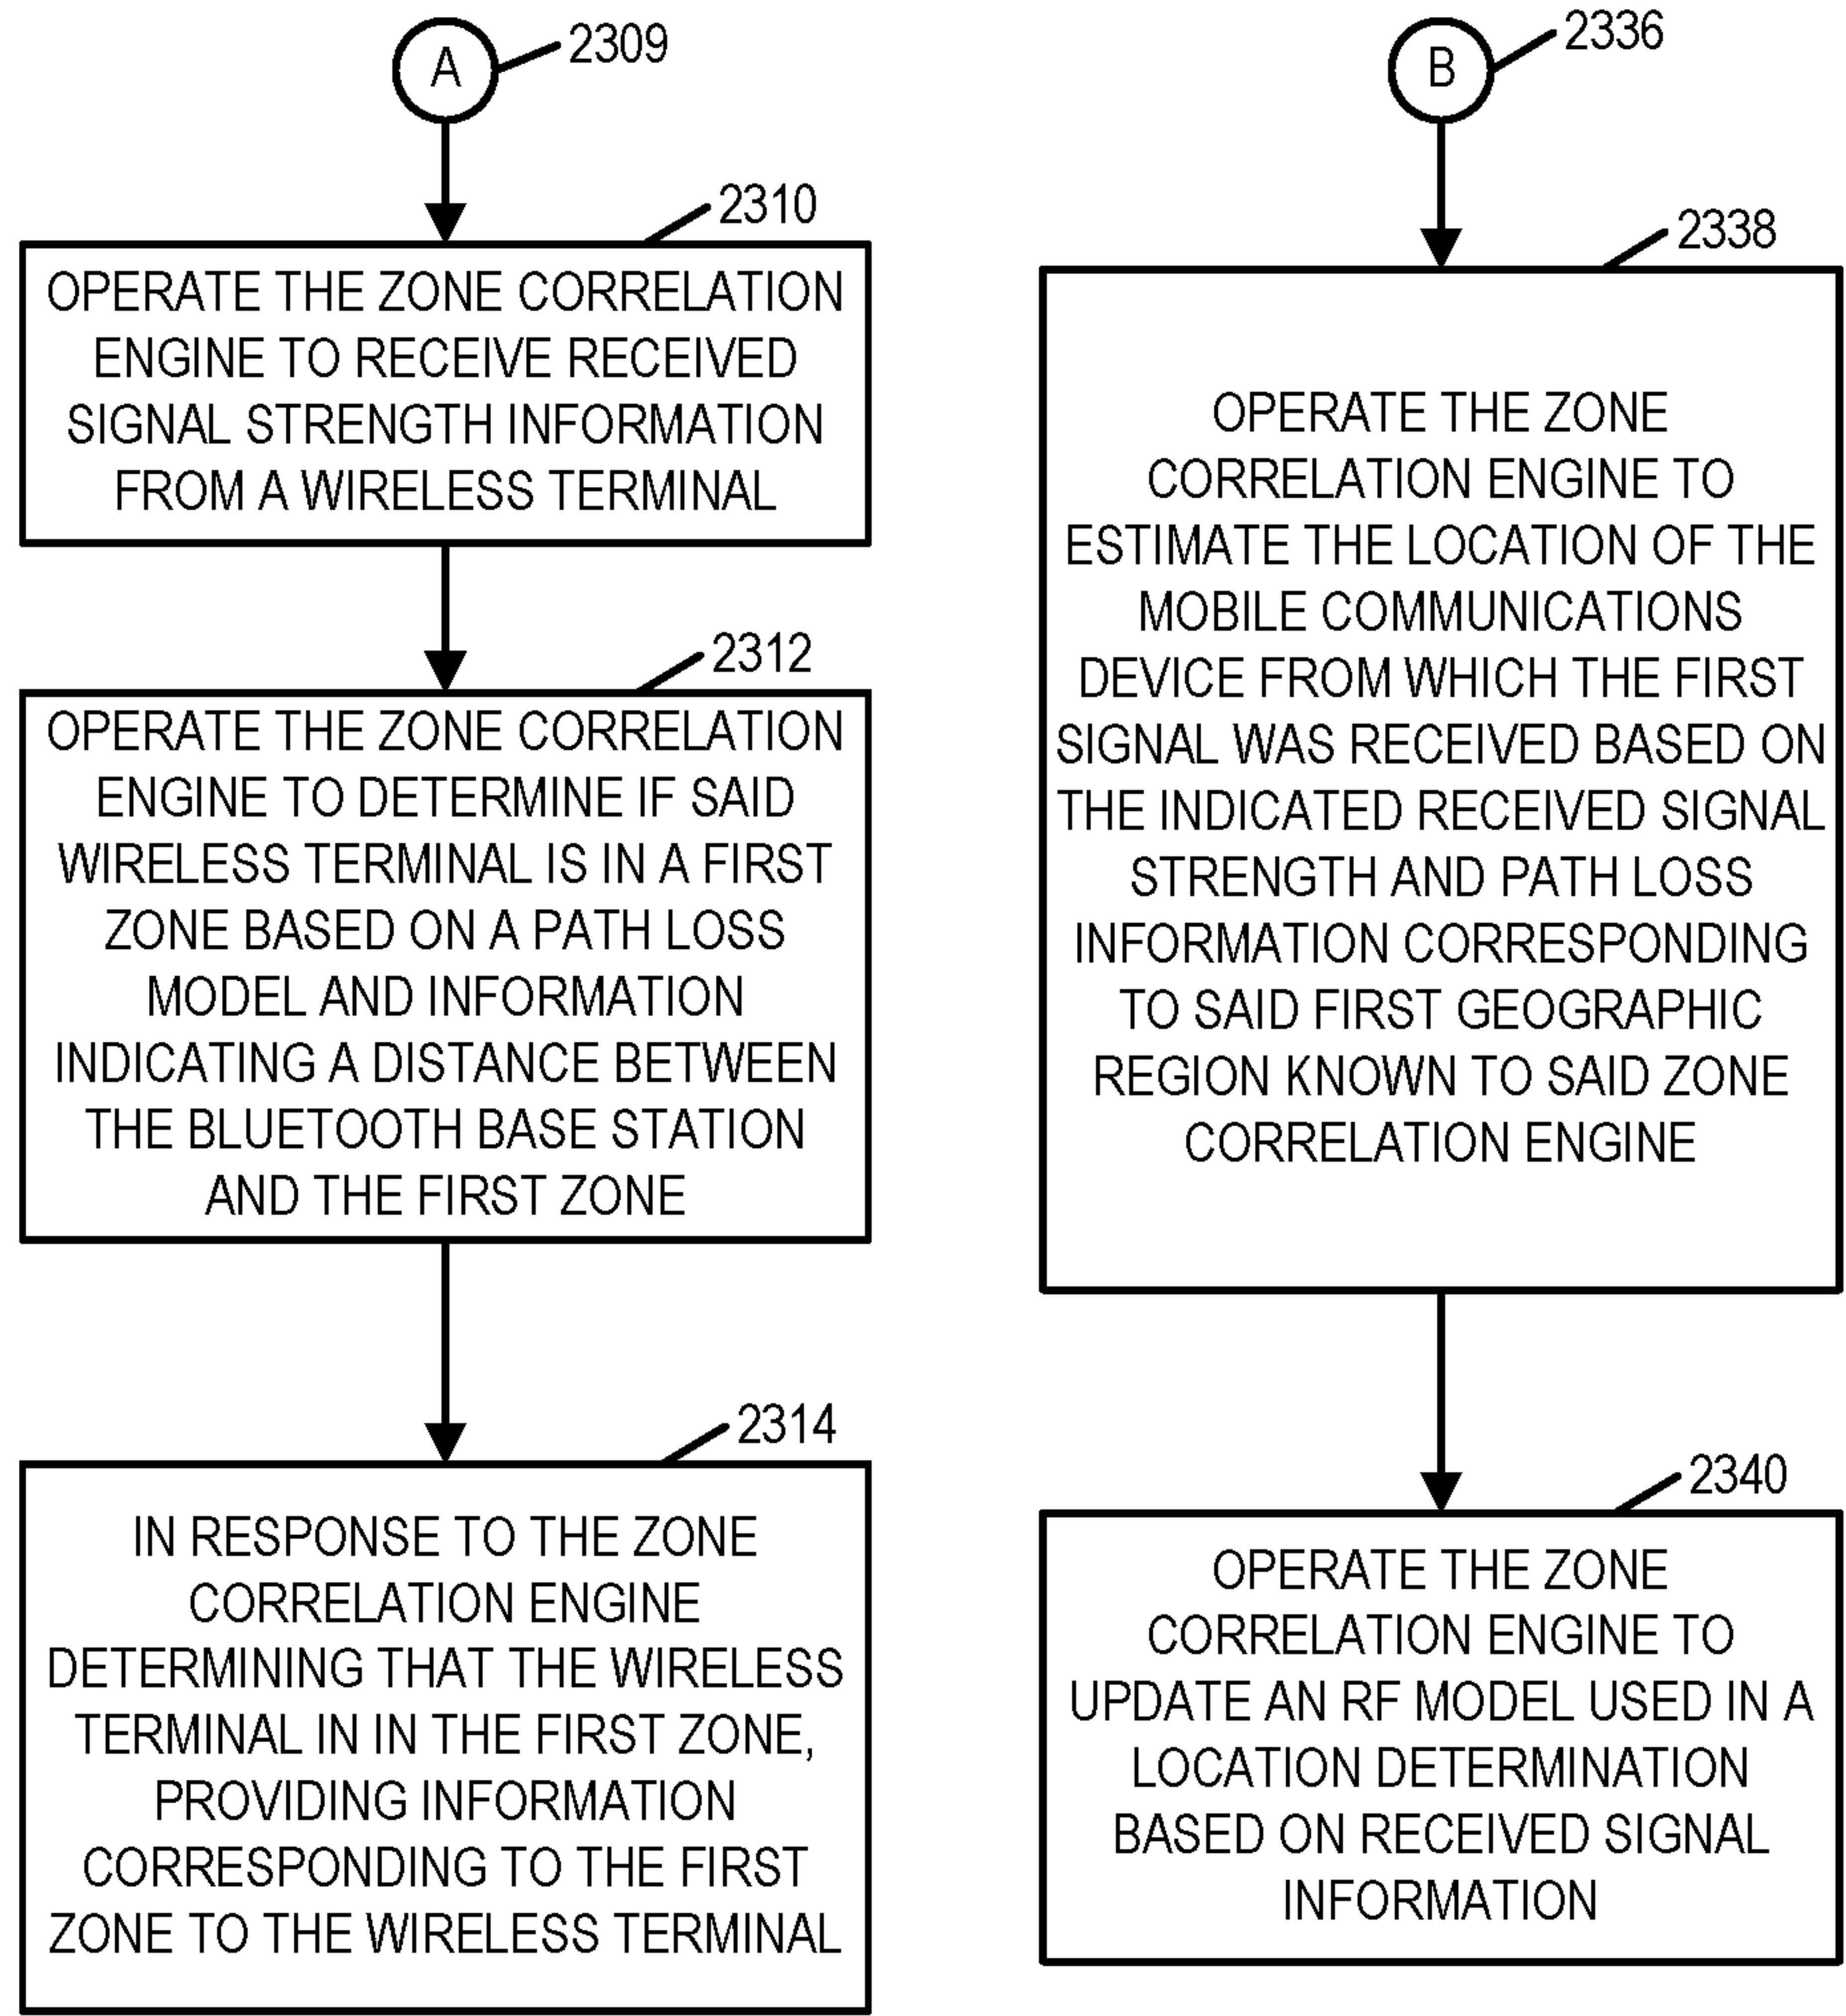 A
2309
2310
OPERATE THE ZONE CORRELATION
ENGINE TO RECEIVE RECEIVED
SIGNAL STRENGTH INFORMATION
FROM A WIRELESS TERMINAL
2312
OPERATE THE ZONE CORRELATION
ENGINE TO DETERMINE IF SAID
WIRELESS TERMINAL IS IN A FIRST
ZONE BASED ON A PATH LOSS
MODEL AND INFORMATION
INDICATING A DISTANCE BETWEEN
THE BLUETOOTH BASE STATION
AND THE FIRST ZONE
2314
IN RESPONSE TO THE ZONE
CORRELATION ENGINE
DETERMINING THAT THE WIRELESS
TERMINAL IN IN THE FIRST ZONE,
PROVIDING INFORMATION
CORRESPONDING TO THE FIRST
ZONE TO THE WIRELESS TERMINAL
B
2336
2338
OPERATE THE ZONE
CORRELATION ENGINE TO
ESTIMATE THE LOCATION OF THE
MOBILE COMMUNICATIONS
DEVICE FROM WHICH THE FIRST
SIGNAL WAS RECEIVED BASED ON
THE INDICATED RECEIVED SIGNAL
STRENGTH AND PATH LOSS
INFORMATION CORRESPONDING
TO SAID FIRST GEOGRAPHIC
REGION KNOWN TO SAID ZONE
CORRELATION ENGINE
2340
OPERATE THE ZONE
CORRELATION ENGINE TO
UPDATE AN RF MODEL USED IN A
LOCATION DETERMINATION
BASED ON RECEIVED SIGNAL
INFORMATION